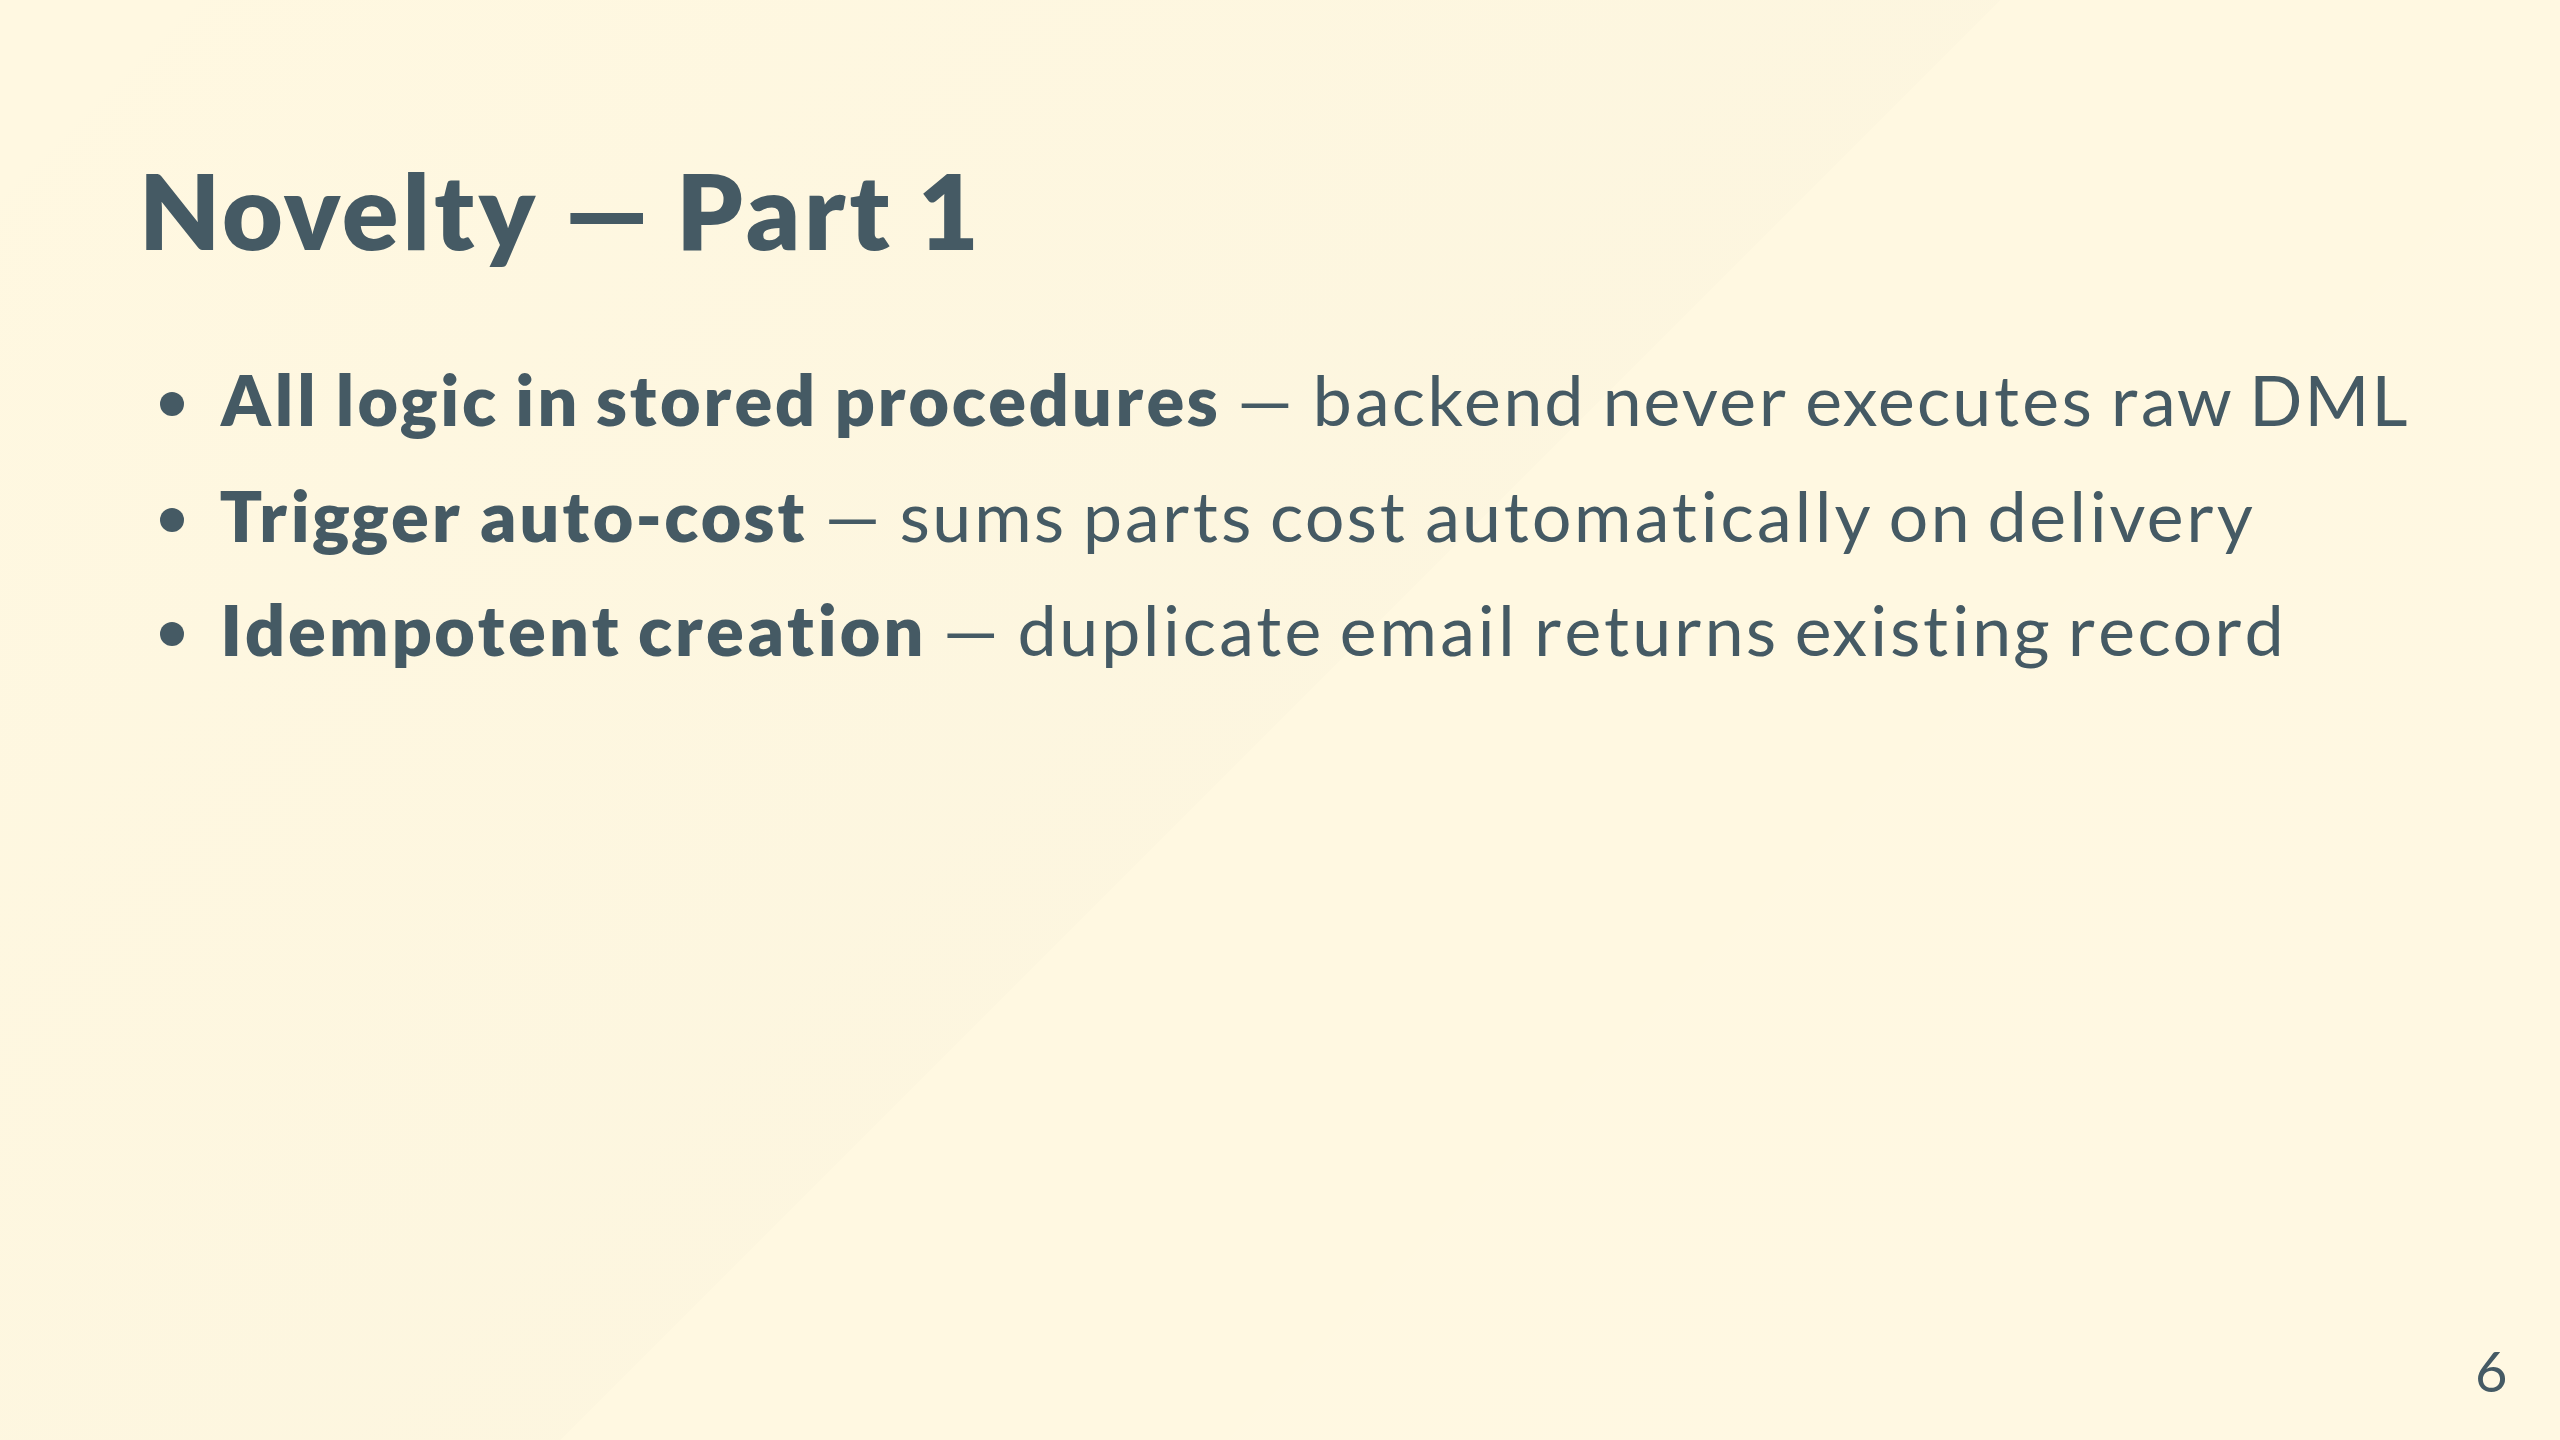 Novelty — Part 1
• All logic in stored procedures — backend never executes raw DML
• Trigger auto-cost — sums parts cost automatically on delivery
• Idempotent creation — duplicate email returns existing record
6